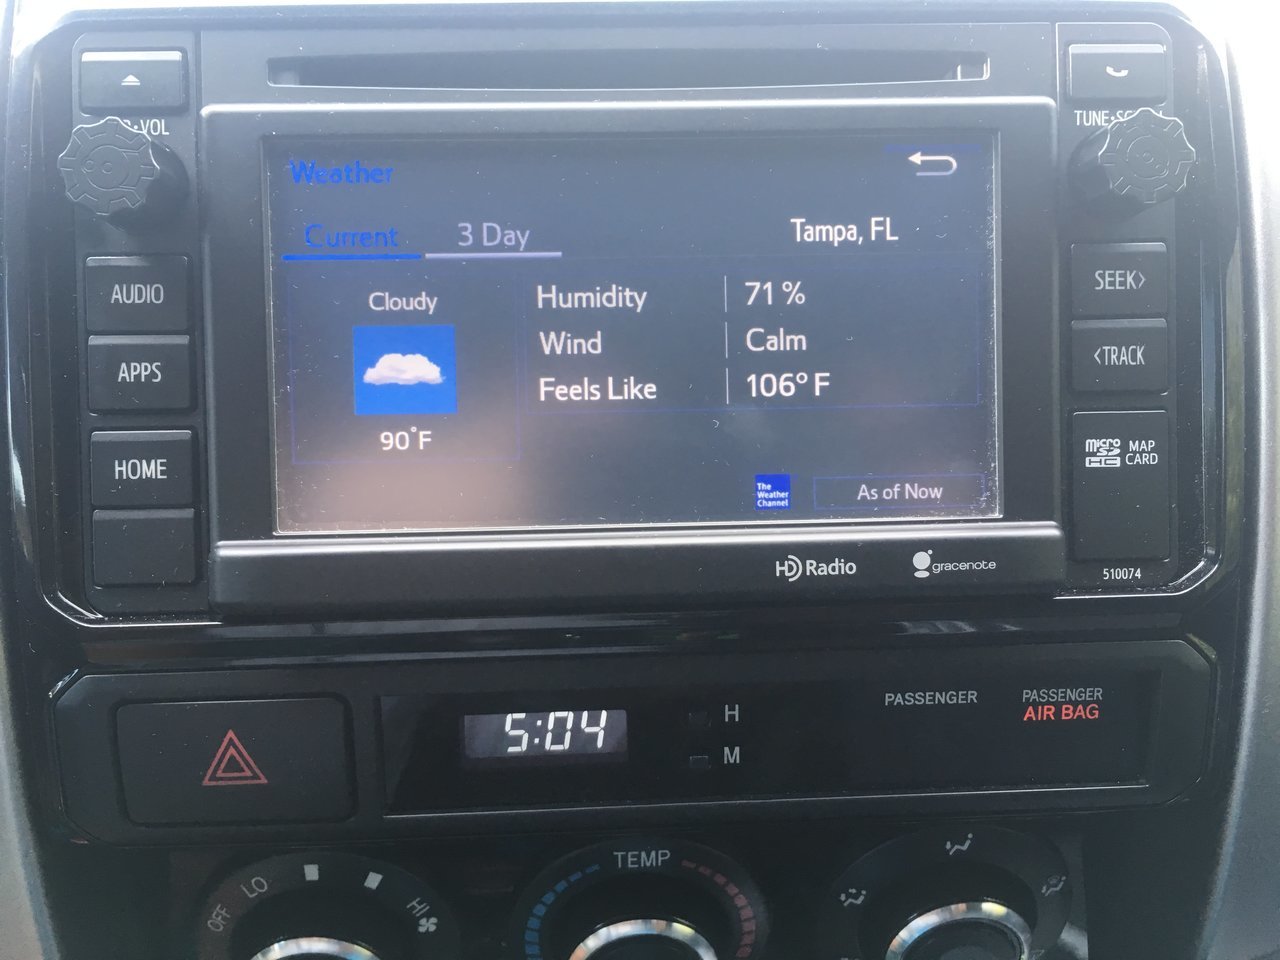 VOL
TUNE•SC
Weather
Current
3 Day
Tampa, FL
AUDIO
SEEK>
Cloudy
Humidity
71 %
Wind
Calm
Feels Like
106° F
<TRACK
APPS
90°F
HOME
micro SD HC
MAP CARD
The
Weather
Channel
As of Now
HD Radio
gracenote
510074
5:04
H
M
PASSENGER
PASSENGER
AIR BAG
TEMP
OFF
LO
HI